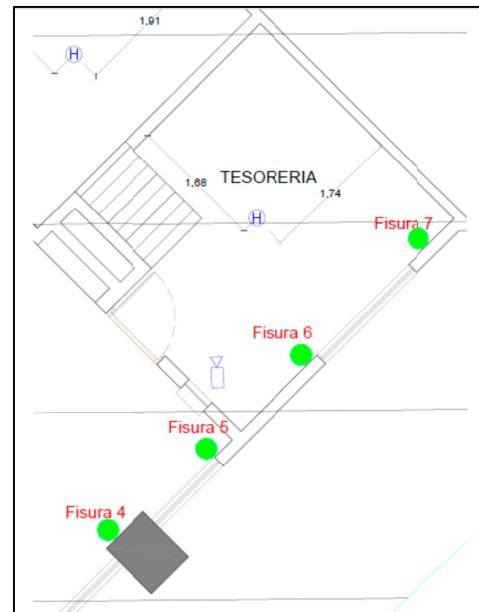 1,91
H
1,68
TESORERIA
1,74
H
Fisura 7
Fisura 6
Fisura 5
Fisura 4